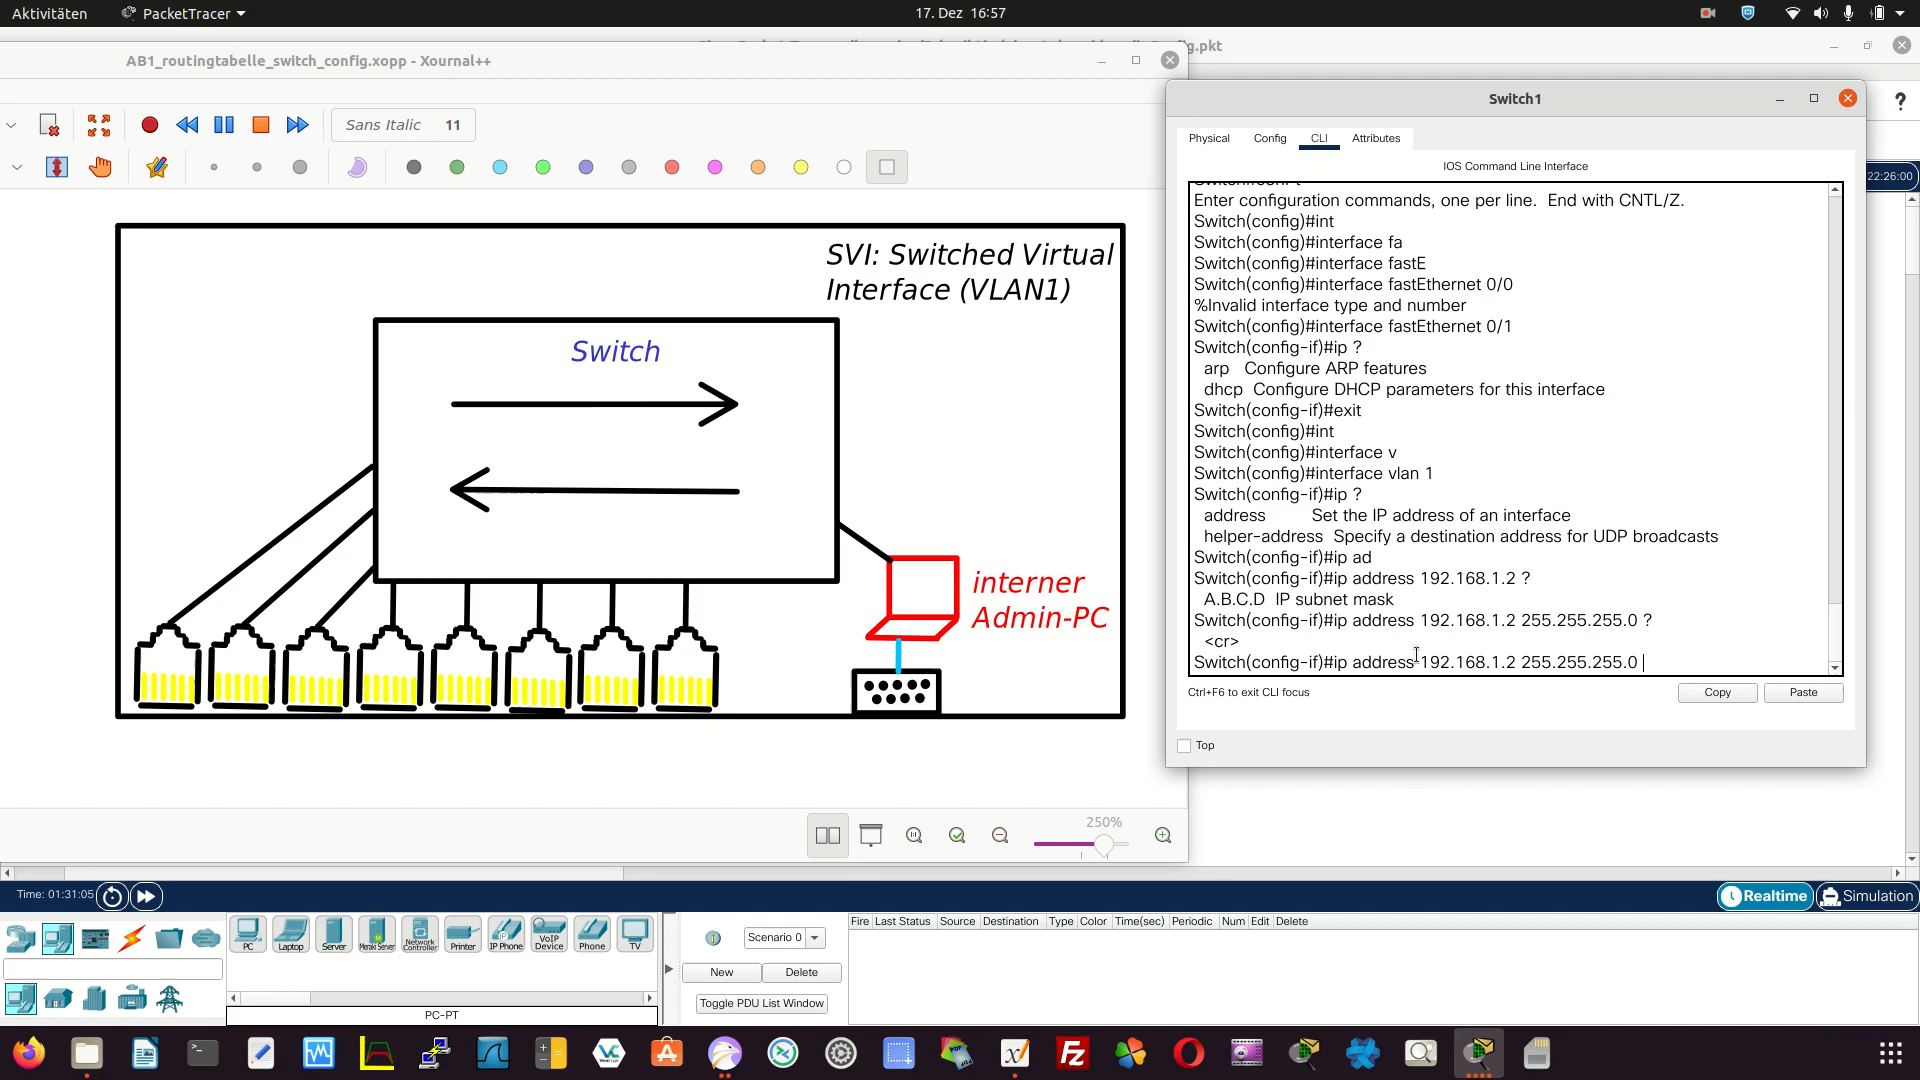 Aktivitäten
PacketTracer
17. Dez 16:57
AB1_routingtabelle_switch_config.xopp - Xournal++
g.pkt
Sans Italic 11
SVI: Switched Virtual
Interface (VLAN1)
Switch
interner
Admin-PC
250%
Switch1
?
22:26:00
Physical
Config
CLI
Attributes
IOS Command Line Interface
Enter configuration commands, one per line. End with CNTL/Z.
Switch(config)#int
Switch(config)#interface fa
Switch(config)#interface fastE
Switch(config)#interface fastEthernet 0/0
%Invalid interface type and number
Switch(config)#interface fastEthernet 0/1
Switch(config-if)#ip ?
arp Configure ARP features
dhcp Configure DHCP parameters for this interface
Switch(config-if)#exit
Switch(config)#int
Switch(config)#interface v
Switch(config)#interface vlan 1
Switch(config-if)#ip ?
address Set the IP address of an interface
helper-address Specify a destination address for UDP broadcasts
Switch(config-if)#ip ad
Switch(config-if)#ip address 192.168.1.2 ?
A.B.C.D IP subnet mask
Switch(config-if)#ip address 192.168.1.2 255.255.255.0 ?
<cr>
Switch(config-if)#ip address 192.168.1.2 255.255.255.0
Ctrl+F6 to exit CLI focus
Copy
Paste
Top
Time: 01:31:05
Realtime
Simulation
PC
Laptop
Server
Meraki Server
Network Controller
Printer
IP Phone
VoIP Device
Phone
TV
PC-PT
Scenario 0
New
Delete
Toggle PDU List Window
Fire Last Status Source Destination Type Color Time(sec) Periodic Num Edit Delete